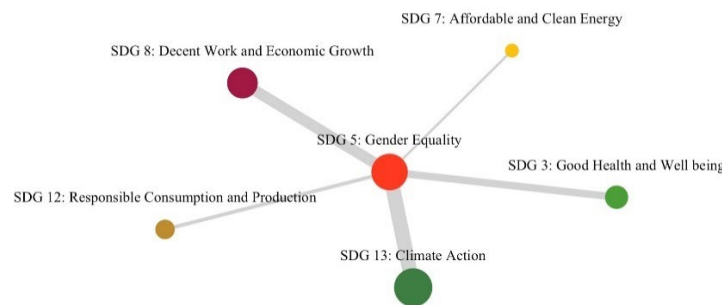 SDG 7: Affordable and Clean Energy
SDG 8: Decent Work and Economic Growth
SDG 5: Gender Equality
SDG 3: Good Health and Well being
SDG 12: Responsible Consumption and Production
SDG 13: Climate Action